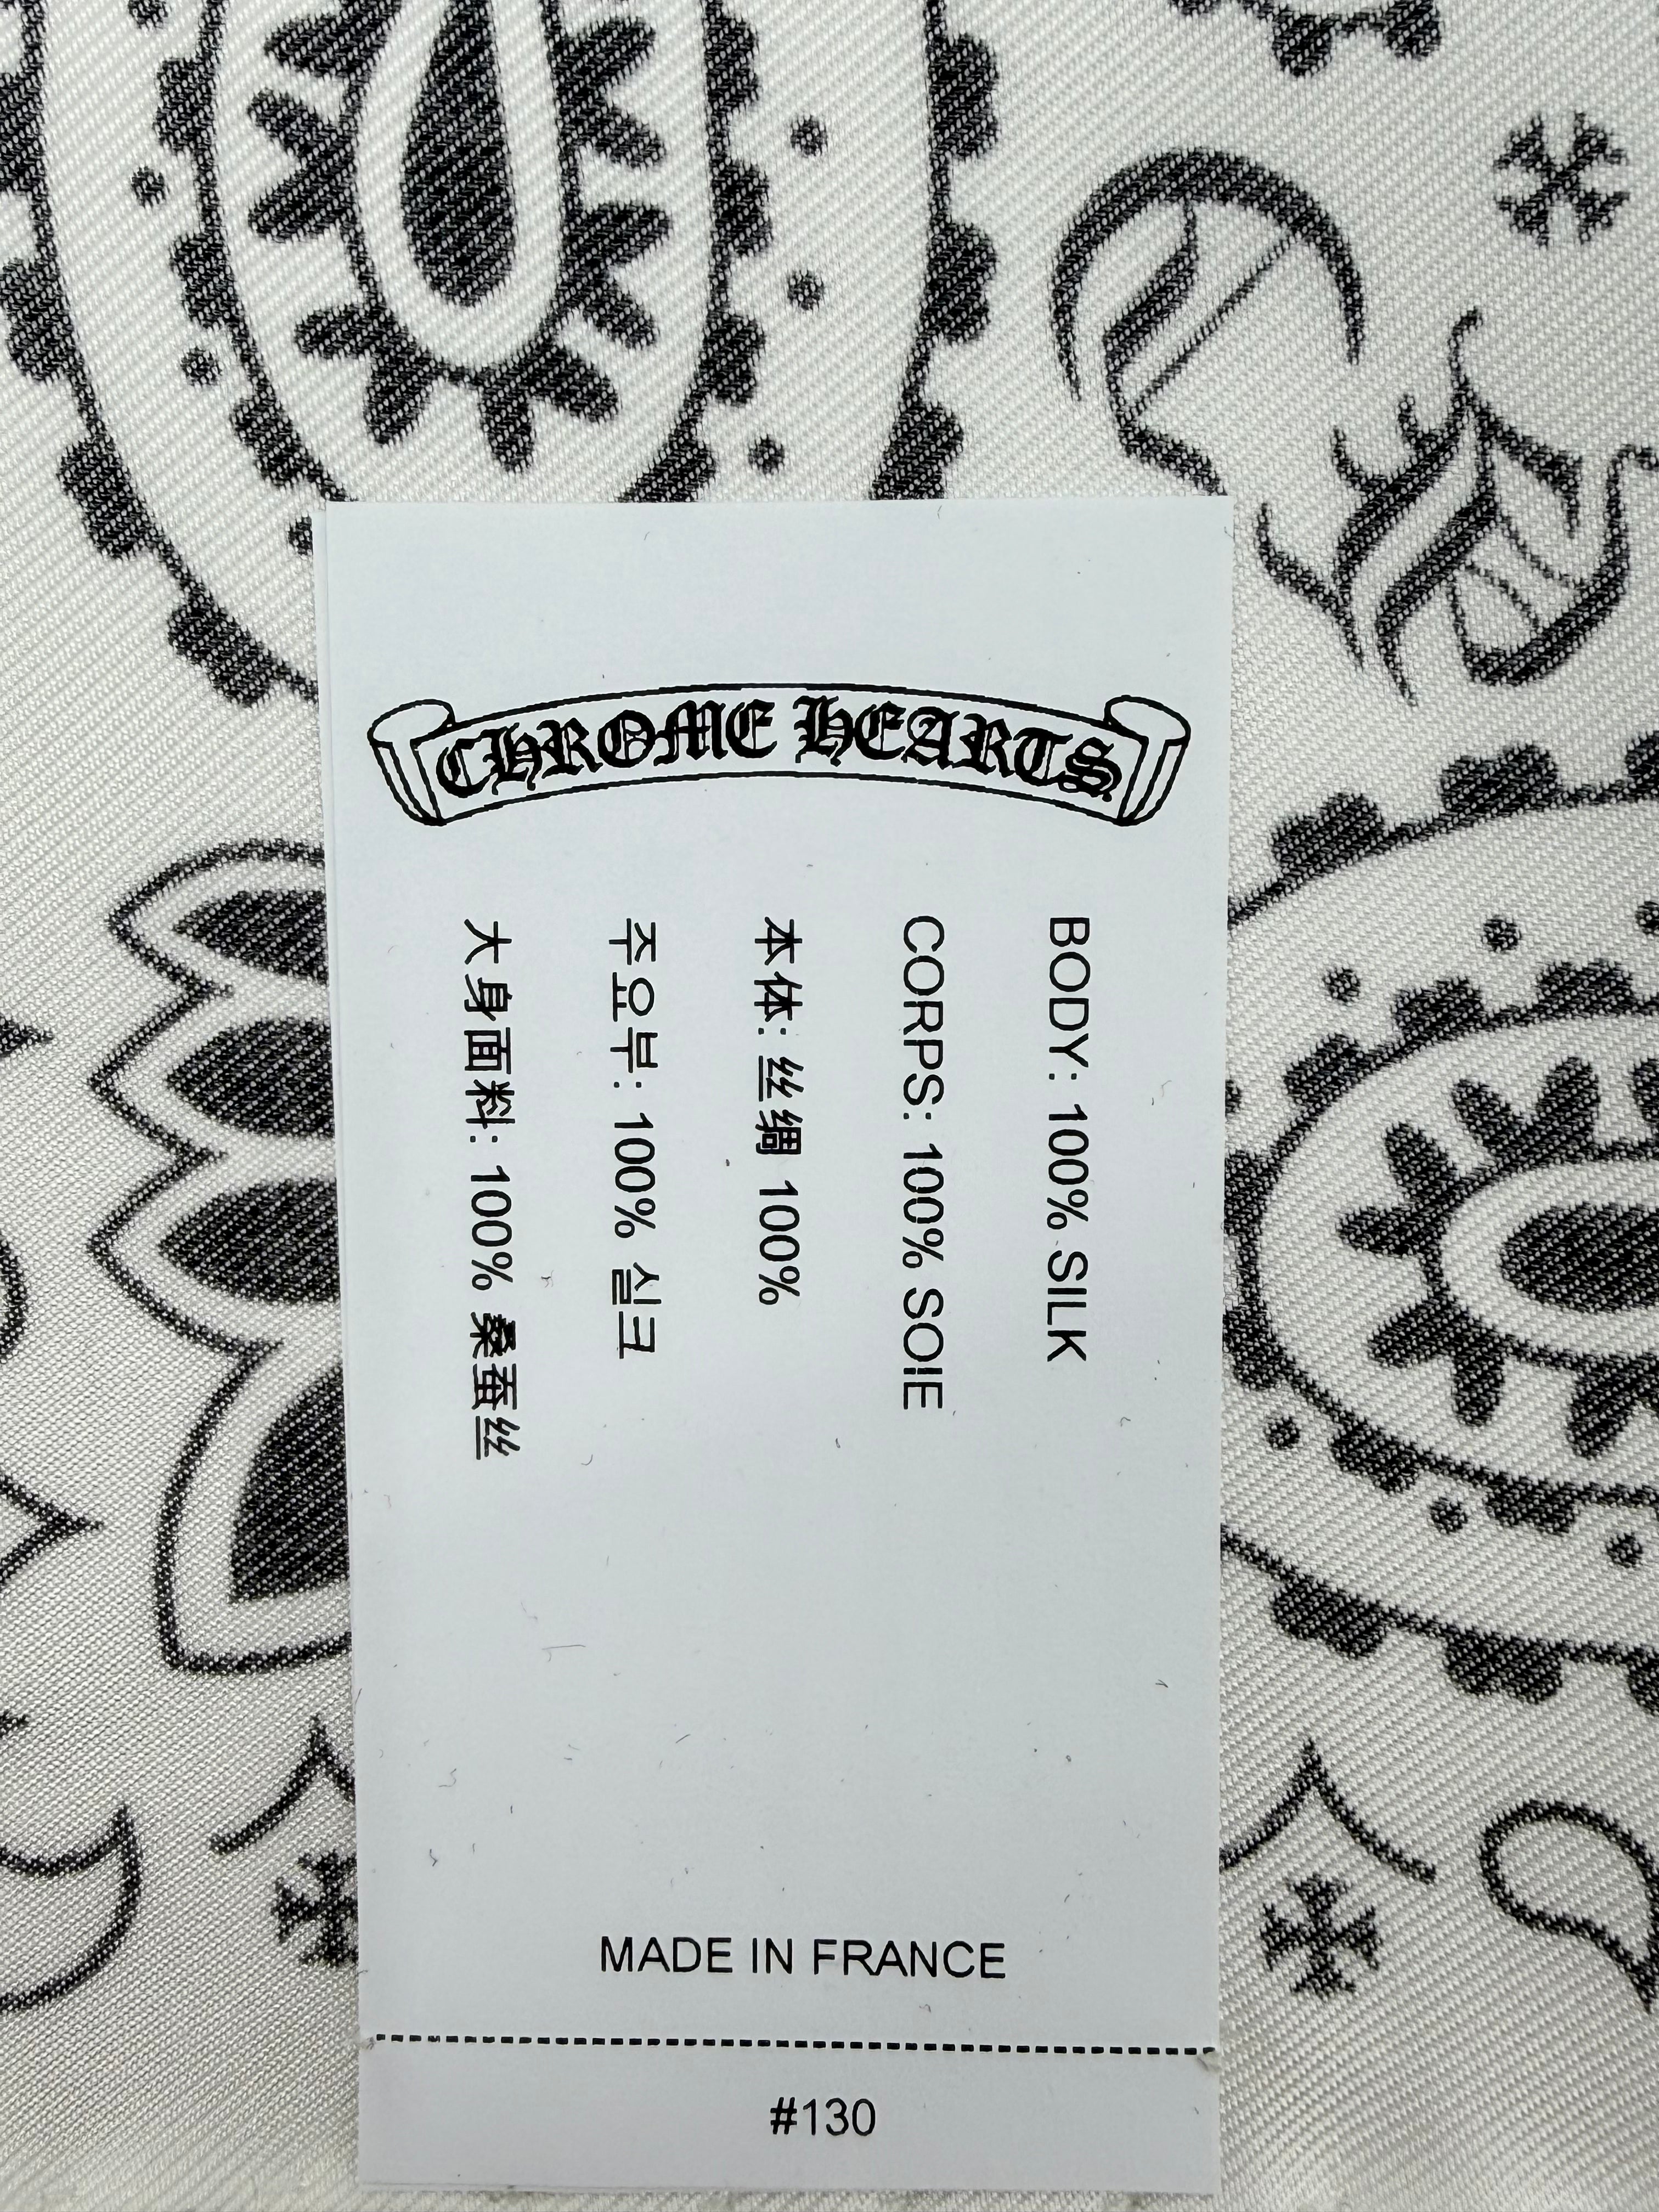 CHROME HEARTS
BODY: 100% SILK
CORPS: 100% SOIE
本体: 丝绸 100%
주요부: 100% 실크
大身面料: 100% 桑蚕丝
MADE IN FRANCE
#130